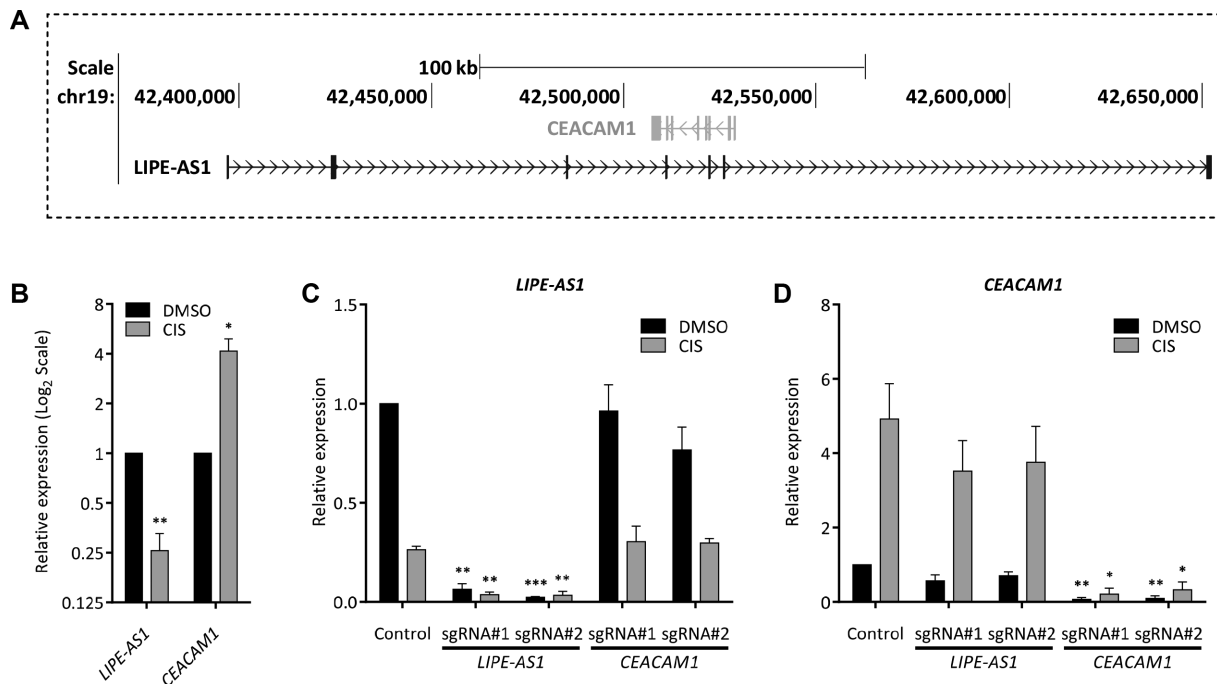 A
Scale
100 kb
chr19:
42,400,000
42,450,000
42,500,000
42,550,000
42,600,000
42,650,000
CEACAM1
LIPE-AS1
B
Relative expression (Log2 Scale)
8
4
2
1
0.5
0.25
0.125
DMSO
CIS
**
*
LIPE-AS1
CEACAM1
C
LIPE-AS1
Relative expression
1.5
1.0
0.5
0.0
DMSO
CIS
** ** *** **
Control sgRNA#1 sgRNA#2 sgRNA#1 sgRNA#2
LIPE-AS1 CEACAM1
D
CEACAM1
Relative expression
8
6
4
2
0
DMSO
CIS
** * ** *
Control sgRNA#1 sgRNA#2 sgRNA#1 sgRNA#2
LIPE-AS1 CEACAM1